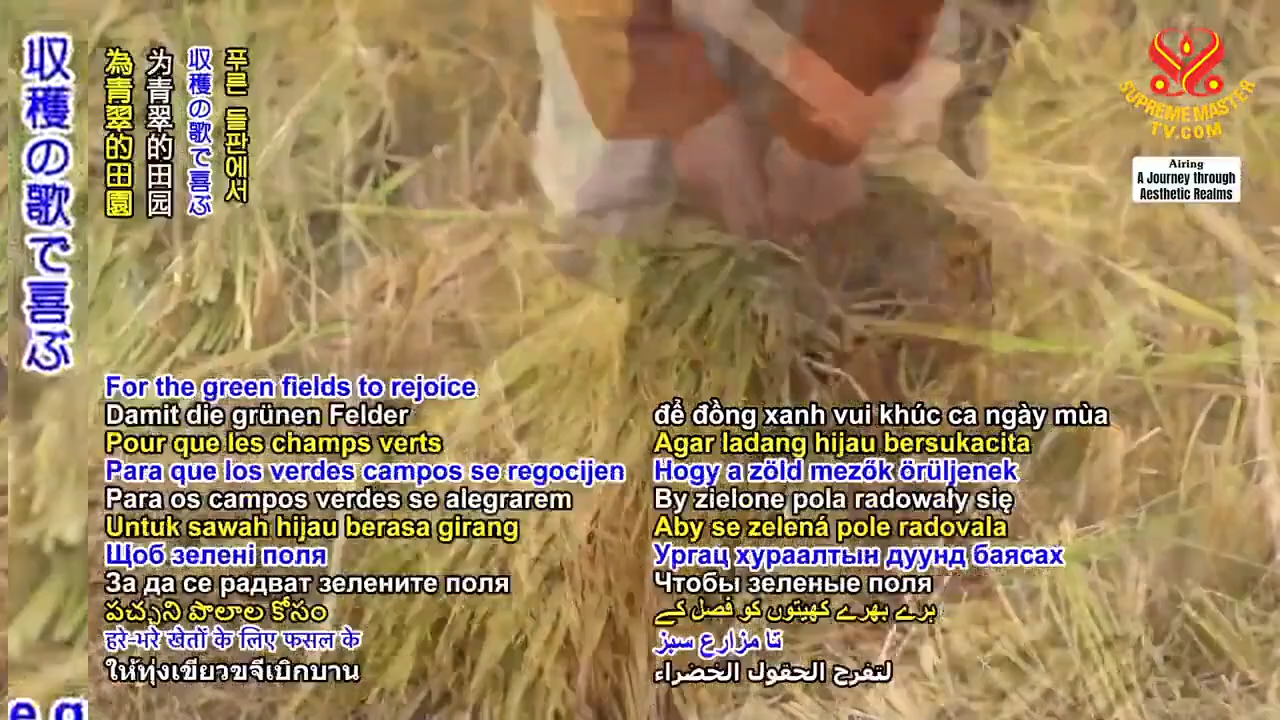 収穫の歌で喜ぶ
為青翠的田園
为青翠的田园
収穫の歌で喜ぶ
푸른 들판에서
SUPREME MASTER
TV.COM
Airing
A Journey through
Aesthetic Realms
For the green fields to rejoice
Damit die grünen Felder
Pour que les champs verts
Para que los verdes campos se regocijen
Para os campos verdes se alegrarem
Untuk sawah hijau berasa girang
Щоб зелені поля
За да се радват зелените поля
పచ్చని పొలాల కోసం
हरे-भरे खेतों के लिए फसल के
ให้ทุ่งเขียวขจีเบิกบาน
để đồng xanh vui khúc ca ngày mùa
Agar ladang hijau bersukacita
Hogy a zöld mezők örüljenek
By zielone pola radowały się
Aby se zelená pole radovala
Ургац хураалтын дуунд баясах
Чтобы зеленые поля
ہرے بھرے کھیتوں کو فصل کے
تا مزارع سبز
لتفرح الحقول الخضراء
e g